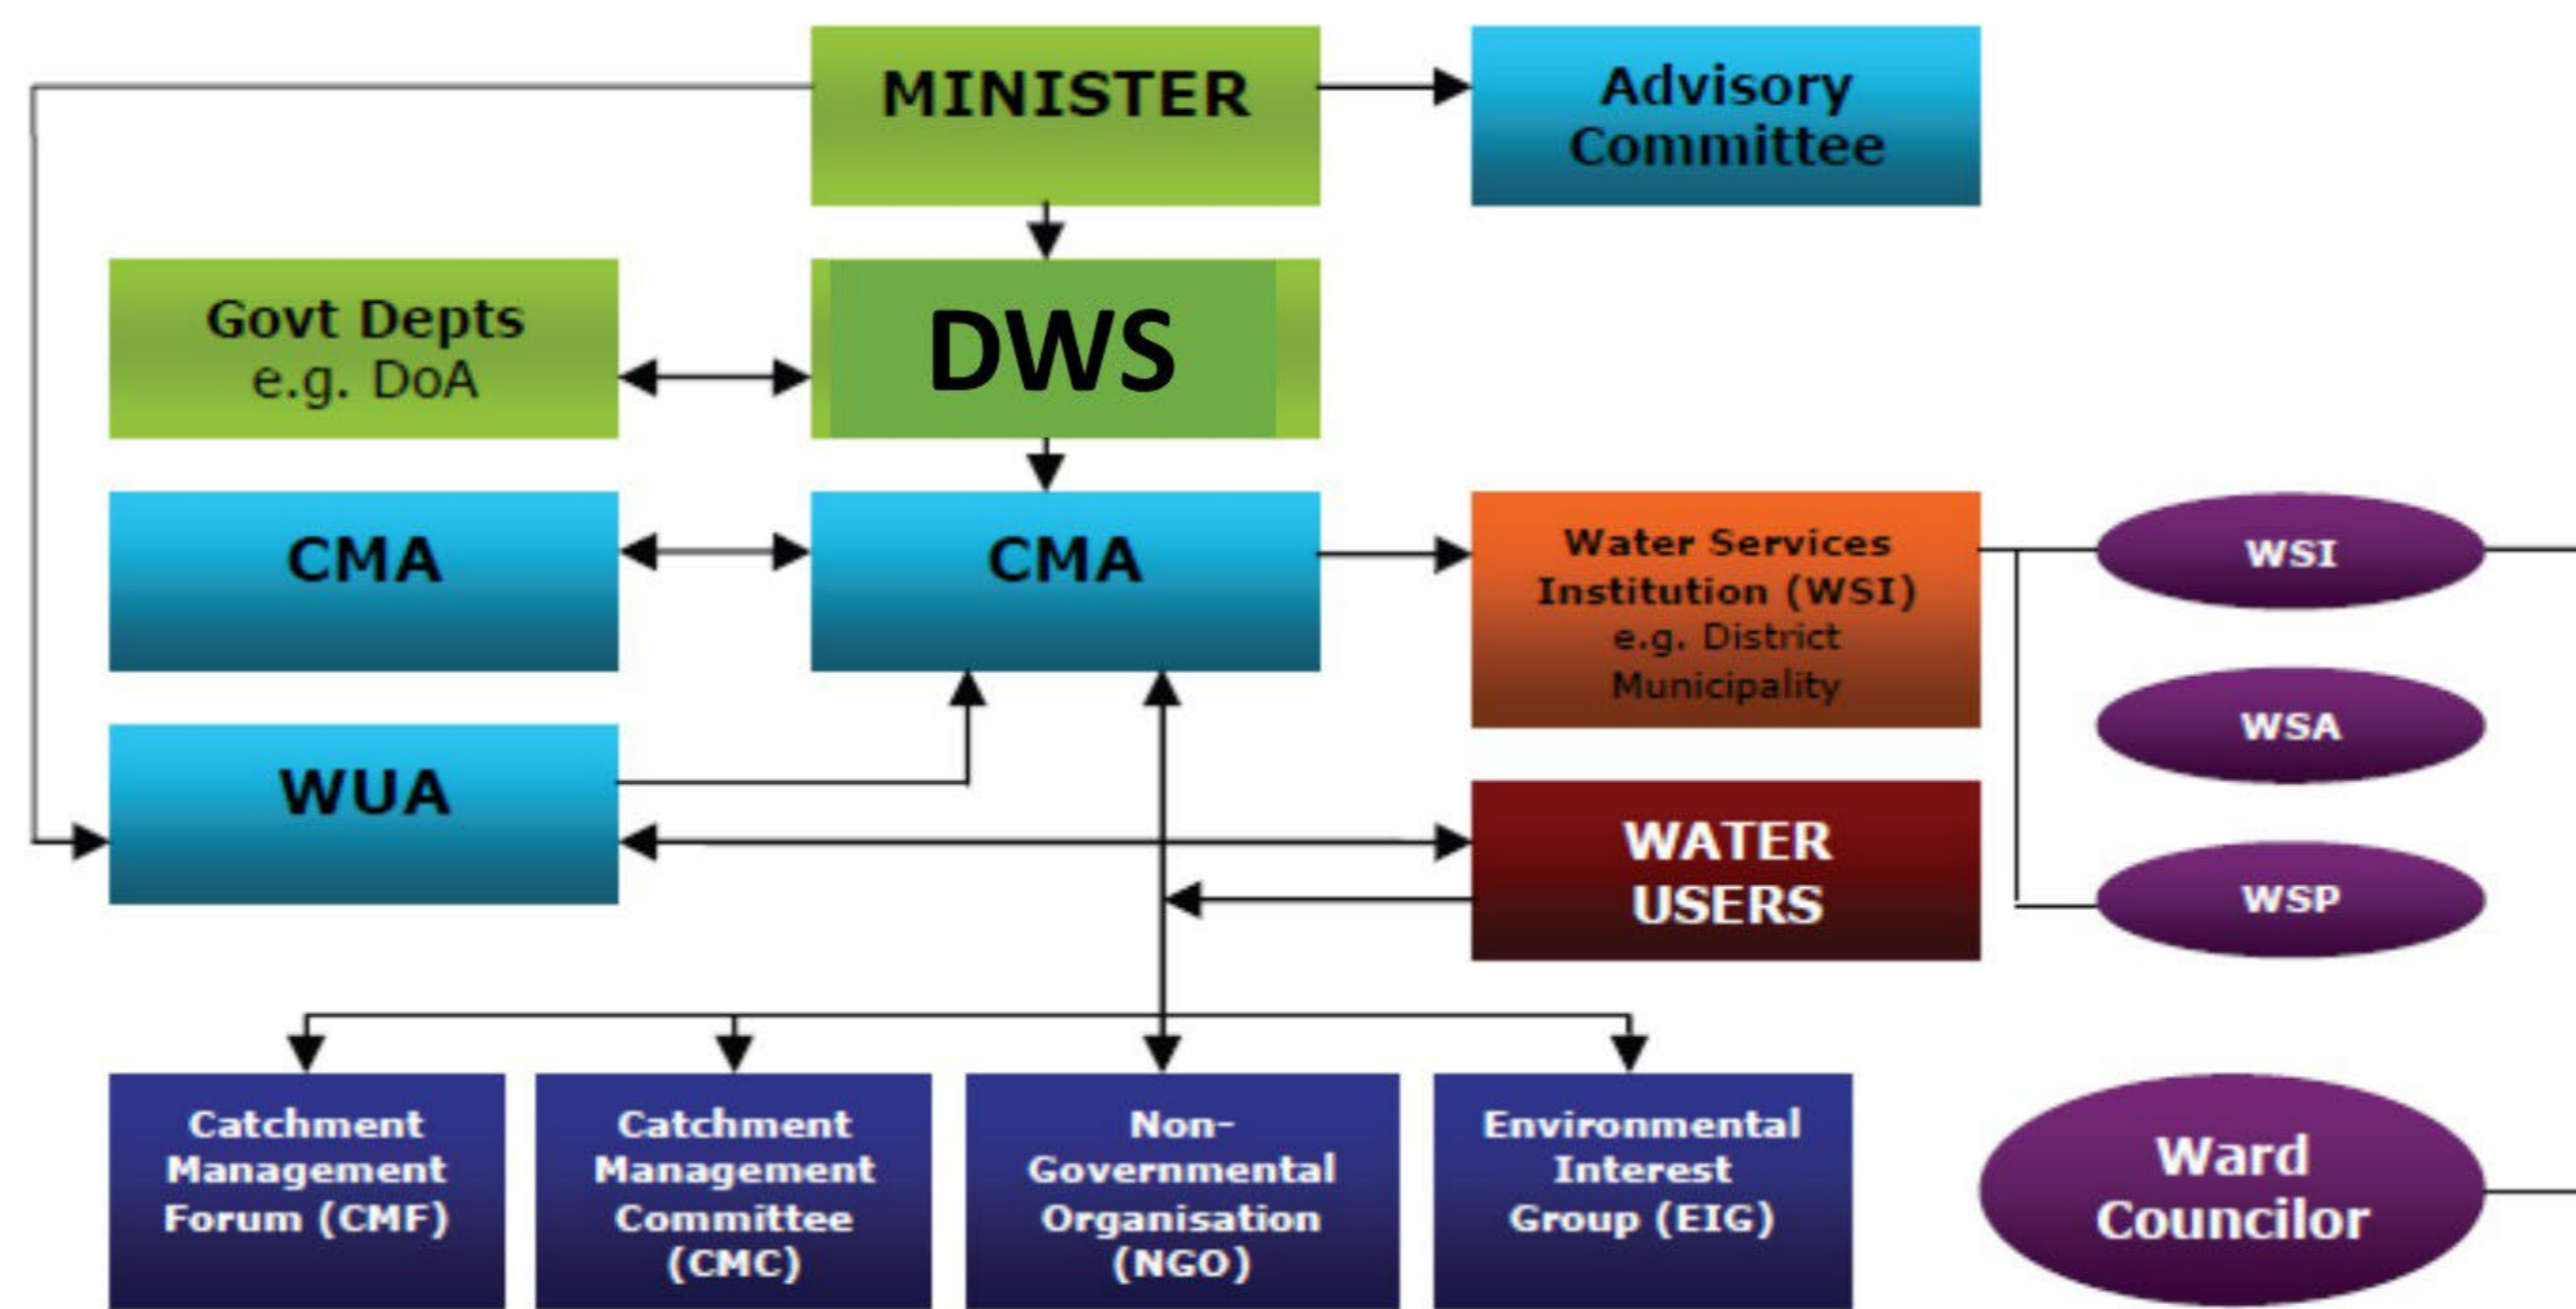 MINISTER
Advisory
Committee
Govt Depts
e.g. DoA
DWS
CMA
CMA
Water Services
Institution (WSI)
e.g. District
Municipality
WSI
WSA
WSP
WUA
WATER
USERS
Catchment
Management
Forum (CMF)
Catchment
Management
Committee
(CMC)
Non-
Governmental
Organisation
(NGO)
Environmental
Interest
Group (EIG)
Ward
Councilor